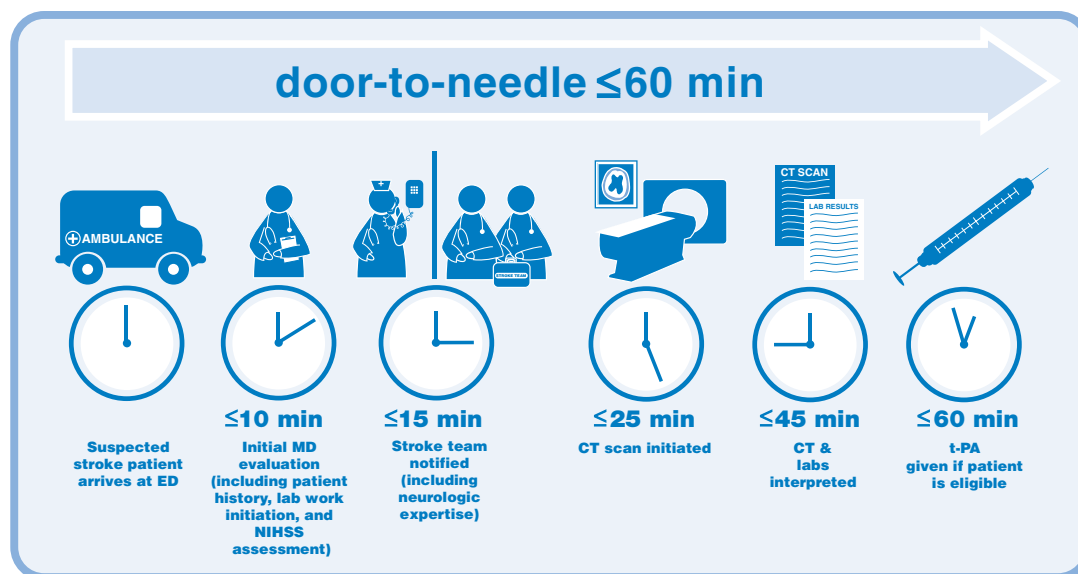 door-to-needle ≤60 min
AMBULANCE
STROKE TEAM
CT SCAN
LAB RESULTS
≤10 min
≤15 min
≤25 min
≤45 min
≤60 min
Suspected
stroke patient
arrives at ED
Initial MD
evaluation
(including patient
history, lab work
initiation, and
NIHSS
assessment)
Stroke team
notified
(including
neurologic
expertise)
CT scan initiated
CT &
labs
interpreted
t-PA
given if patient
is eligible